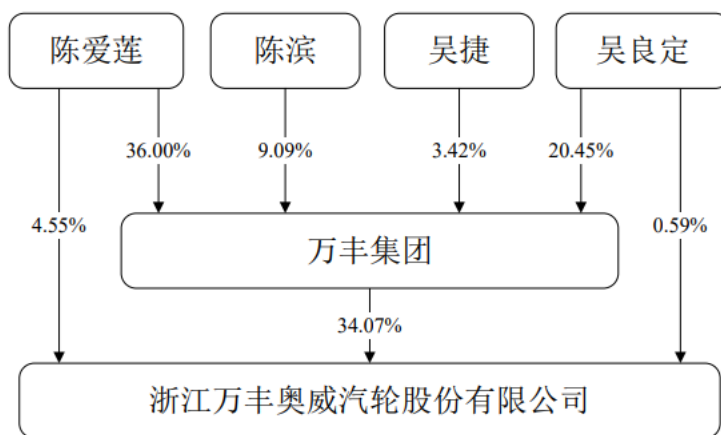 陈爱莲
陈滨
吴捷
吴良定
36.00%
9.09%
3.42%
20.45%
4.55%
万丰集团
0.59%
34.07%
浙江万丰奥威汽轮股份有限公司